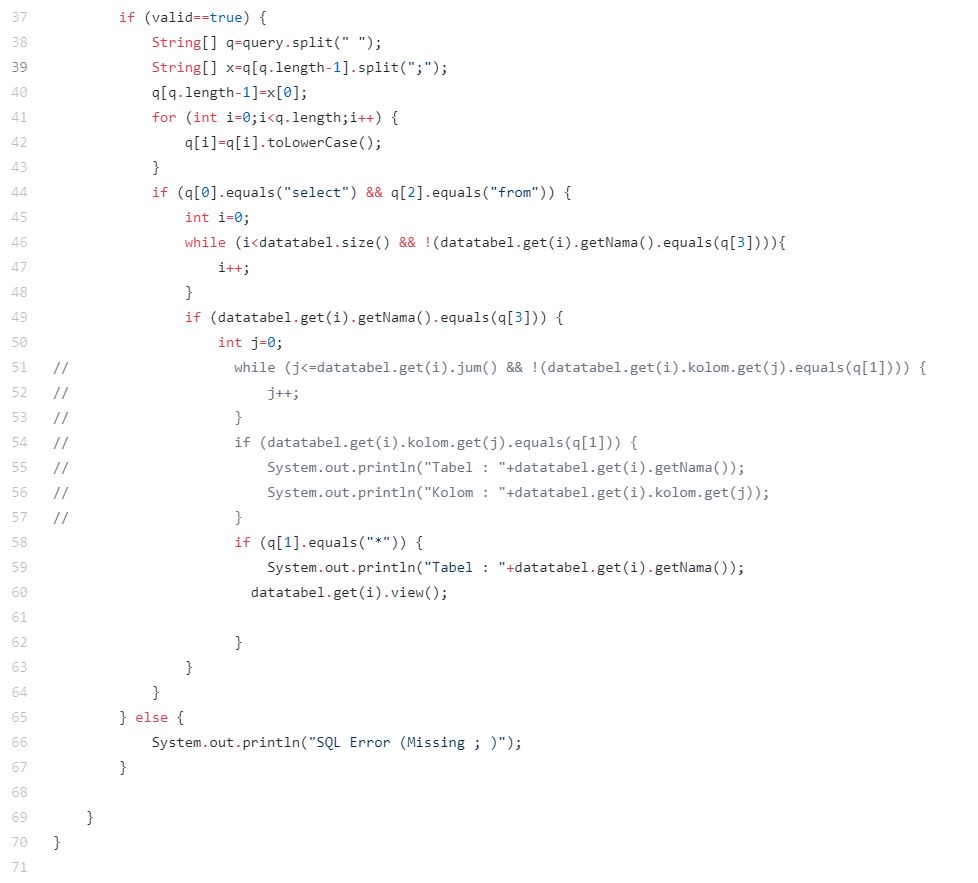 37         if (valid==true) {
38             String[] q=query.split(" ");
39             String[] x=q[q.length-1].split(";");
40             q[q.length-1]=x[0];
41             for (int i=0;i<q.length;i++) {
42                 q[i]=q[i].toLowerCase();
43             }
44             if (q[0].equals("select") && q[2].equals("from")) {
45                 int i=0;
46                 while (i<datatabel.size() && !(datatabel.get(i).getNama().equals(q[3]))){
47                     i++;
48                 }
49                 if (datatabel.get(i).getNama().equals(q[3])) {
50                     int j=0;
51 //                    while (j<=datatabel.get(i).jum() && !(datatabel.get(i).kolom.get(j).equals(q[1]))) {
52 //                        j++;
53 //                    }
54 //                    if (datatabel.get(i).kolom.get(j).equals(q[1])) {
55 //                        System.out.println("Tabel : "+datatabel.get(i).getNama());
56 //                        System.out.println("Kolom : "+datatabel.get(i).kolom.get(j));
57 //                    }
58                       if (q[1].equals("*")) {
59                           System.out.println("Tabel : "+datatabel.get(i).getNama());
60                         datatabel.get(i).view();
61
62                       }
63                 }
64             }
65         } else {
66             System.out.println("SQL Error (Missing ; )");
67         }
68
69     }
70 }
71